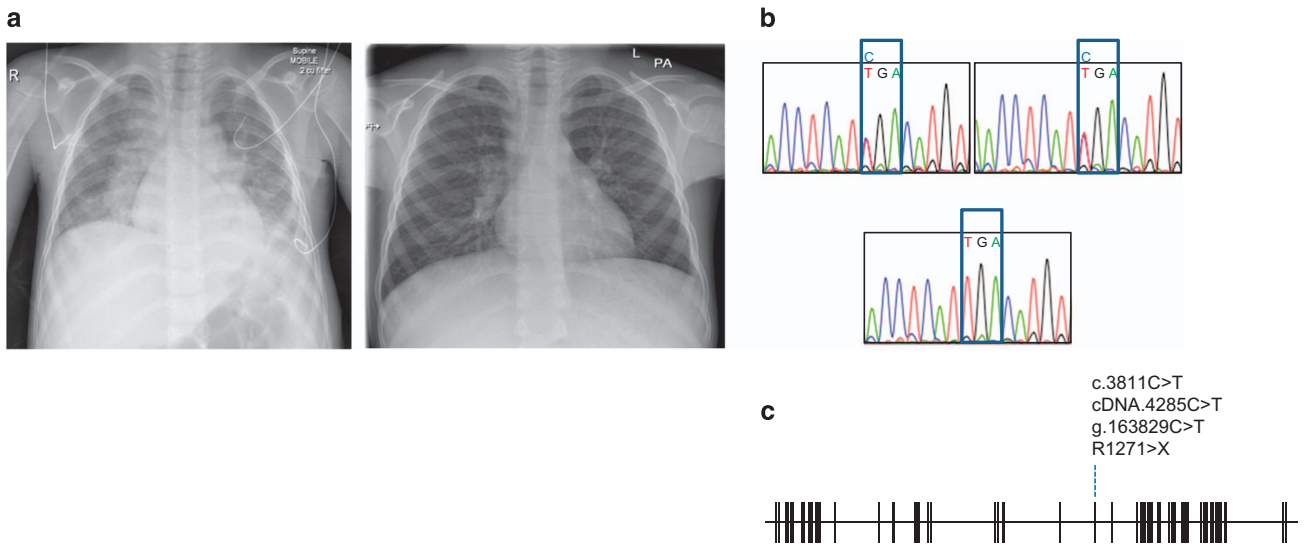 a
R
Supine
MOBILE
2 cu filter
L
PA
b
C
T G A
C
T G A
T G A
c
c.3811C>T
cDNA.4285C>T
g.163829C>T
R1271>X